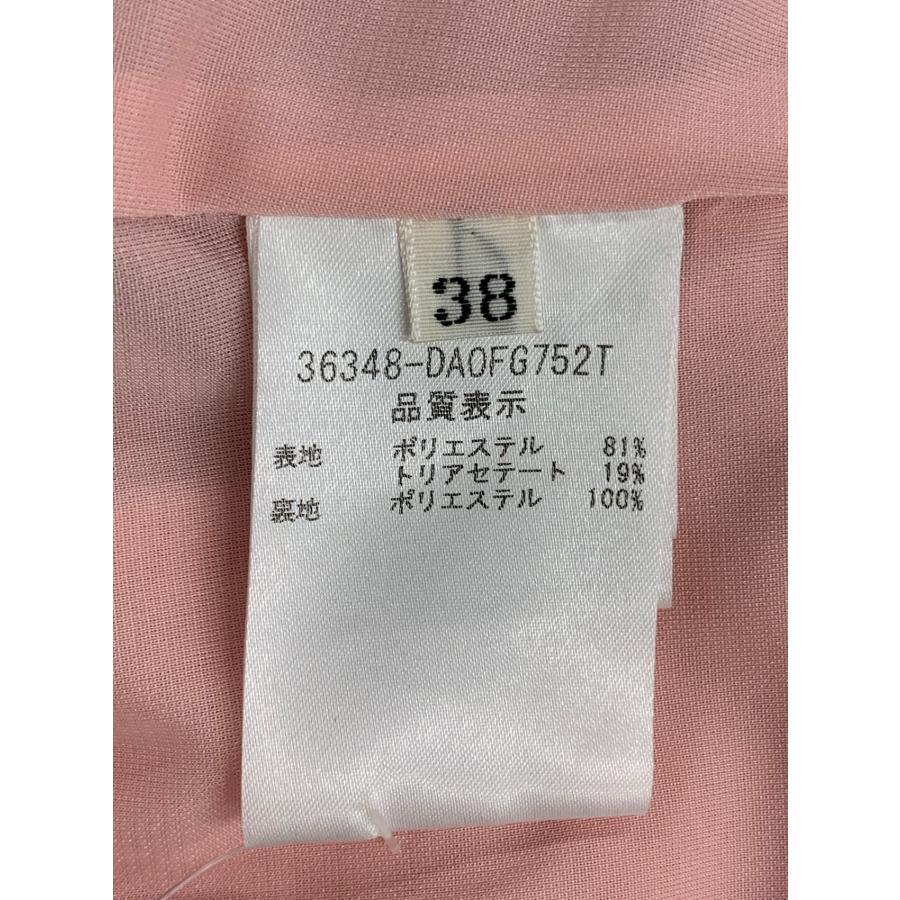 38
36348-DA0FG752T
品質表示
表地 ポリエステル 81%
トリアセテート 19%
裏地 ポリエステル 100%